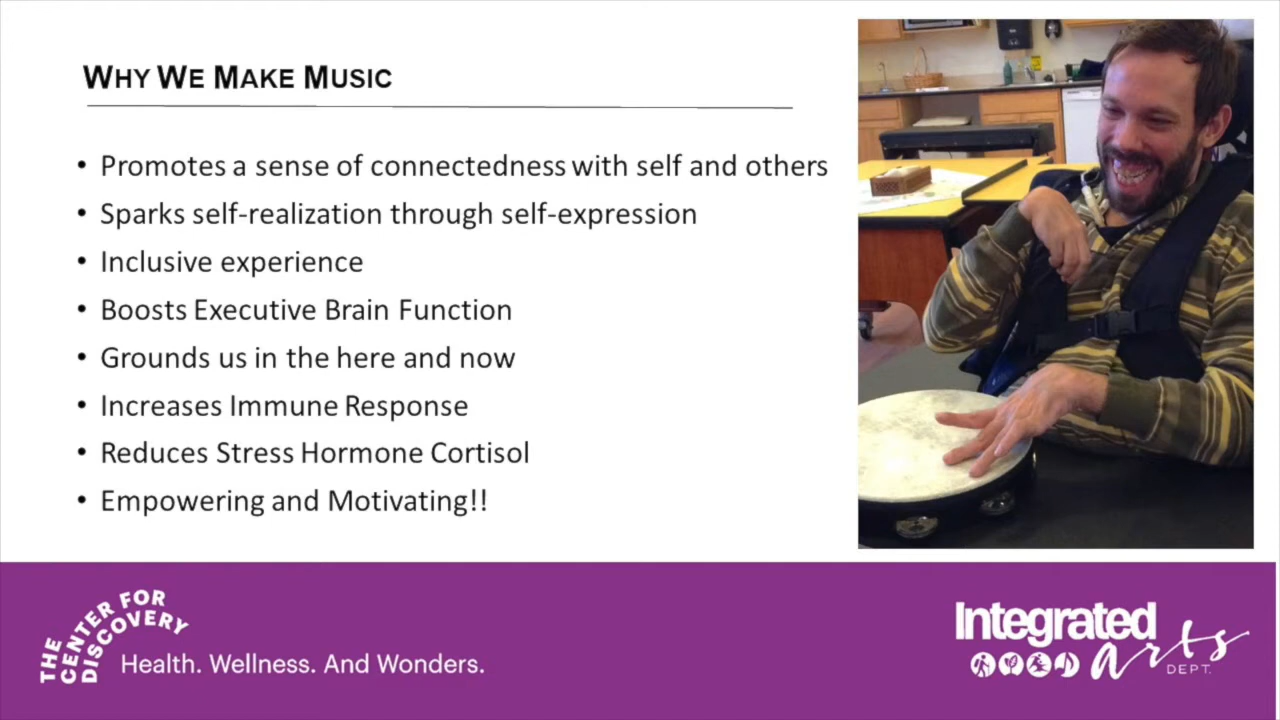 WHY WE MAKE MUSIC
• Promotes a sense of connectedness with self and others
• Sparks self-realization through self-expression
• Inclusive experience
• Boosts Executive Brain Function
• Grounds us in the here and now
• Increases Immune Response
• Reduces Stress Hormone Cortisol
• Empowering and Motivating!!
THE
CENTER FOR
DISCOVERY
Health. Wellness. And Wonders.
Integrated
arts
DEPT.